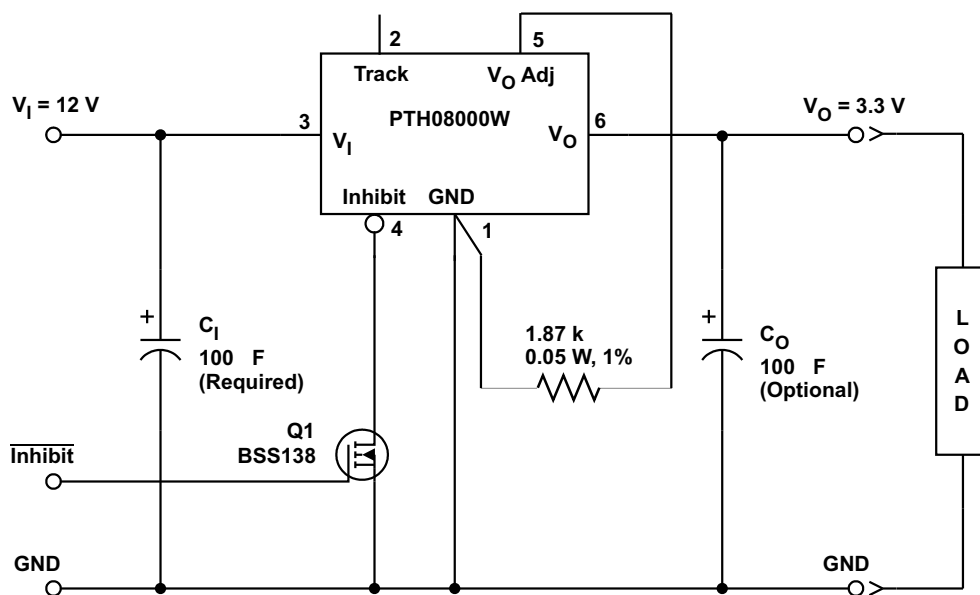 2
5
Track
V_O Adj
V_I = 12 V
PTH08000W
V_O = 3.3 V
3
V_I
V_O
6
Inhibit
GND
4
1
+
C_I
100 F
(Required)
1.87 k
0.05 W, 1%
+
C_O
100 F
(Optional)
L
O
A
D
Q1
BSS138
Inhibit
GND
GND